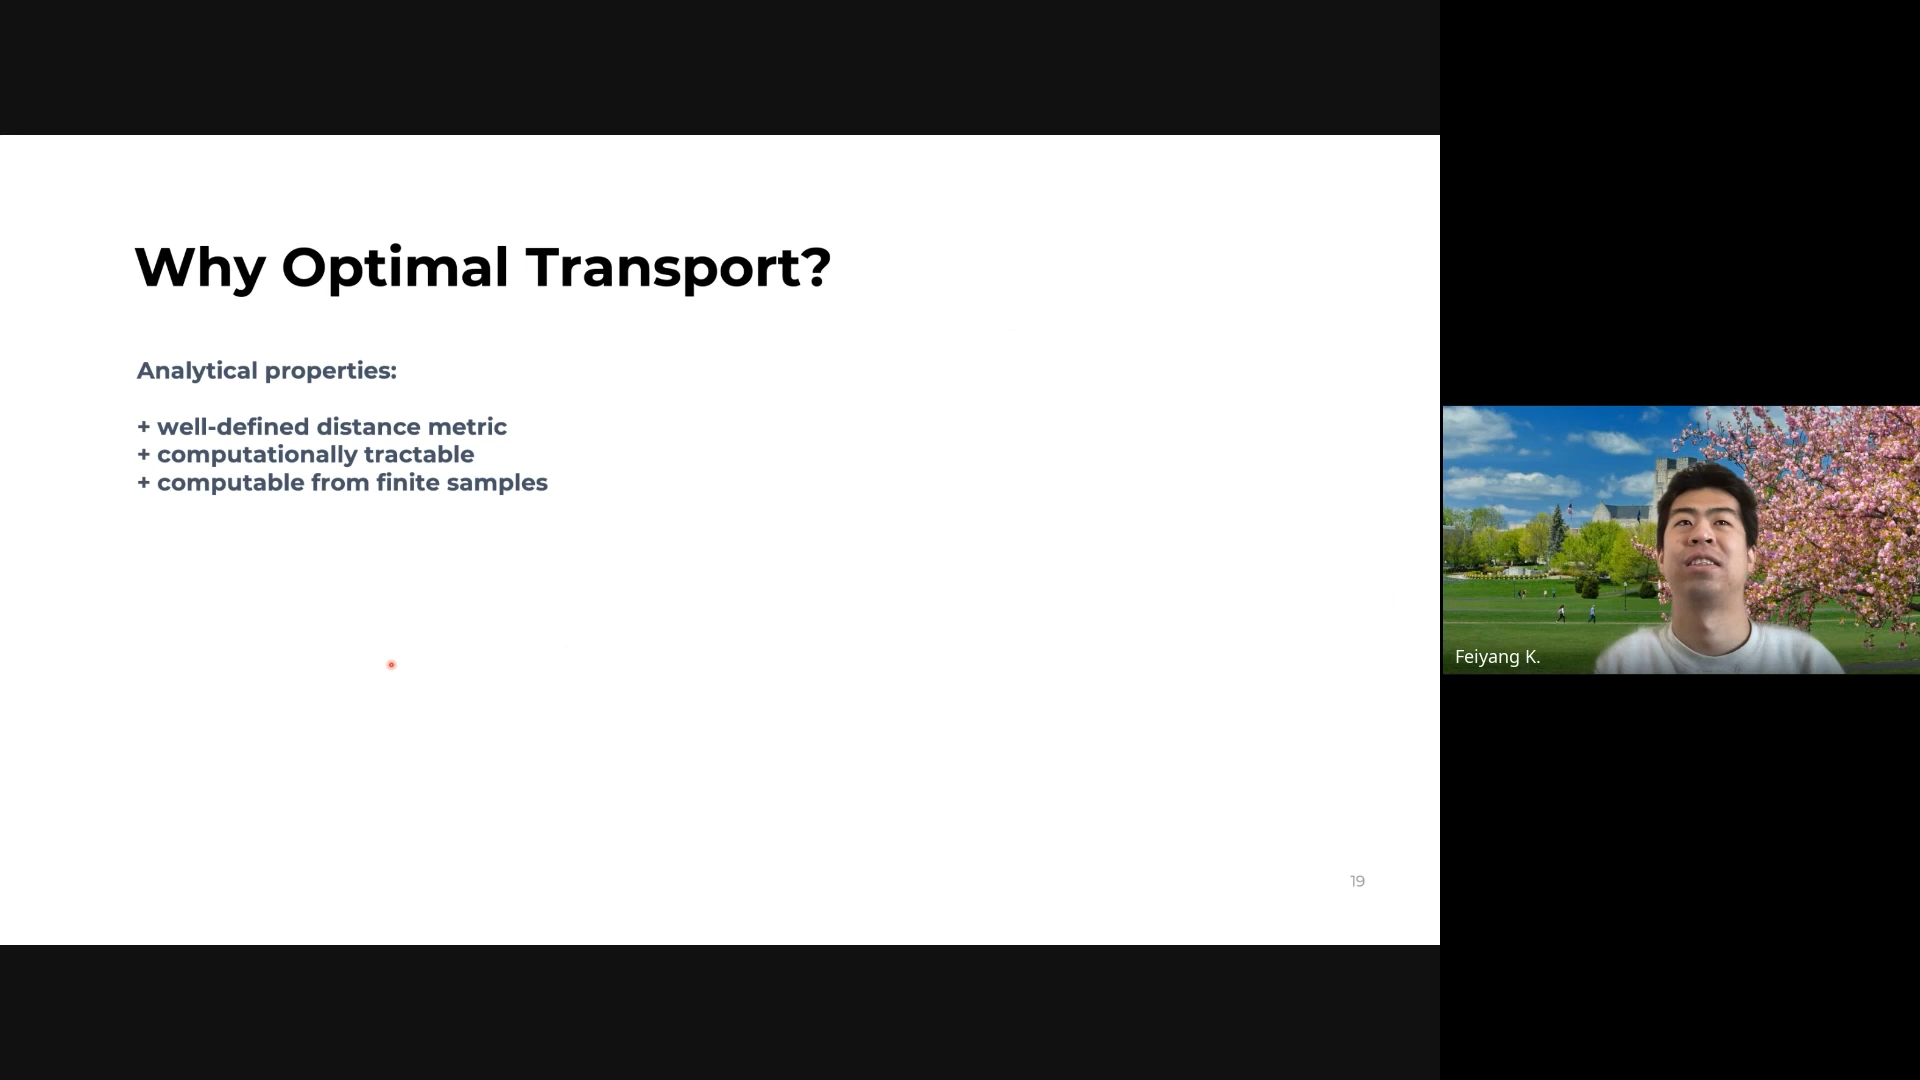 Why Optimal Transport?
Analytical properties:
+ well-defined distance metric
+ computationally tractable
+ computable from finite samples
19
Feiyang K.